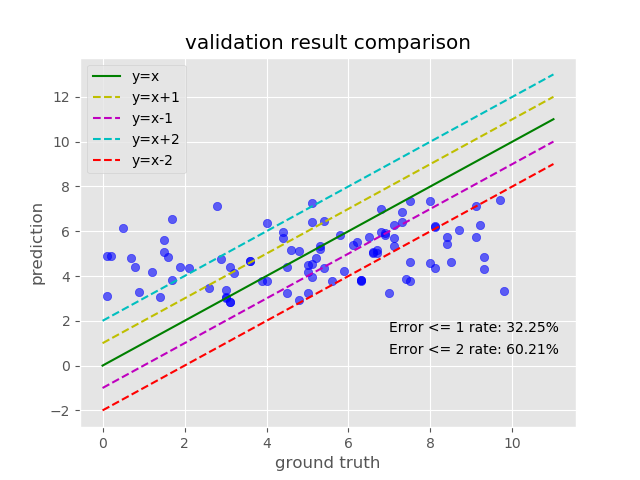 validation result comparison
y=x
y=x+1
y=x-1
y=x+2
y=x-2
12
10
8
6
4
2
0
−2
prediction
Error <= 1 rate: 32.25%
Error <= 2 rate: 60.21%
0 2 4 6 8 10
ground truth